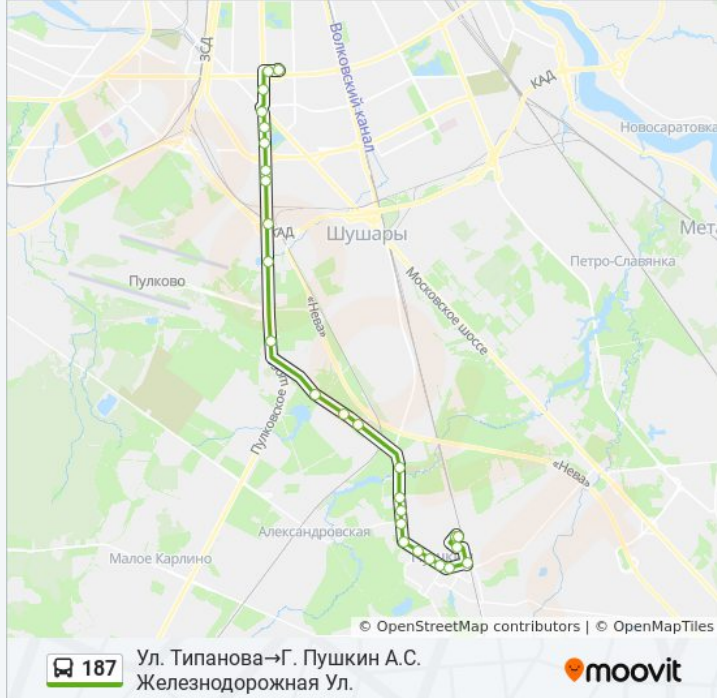 ЗСД
Волковский канал
КАД
Новосаратовка
КАД
Шушары
Мета
Петро-Славянка
Пулково
«Нева»
Московское шоссе
Пулковское
«Нева»
Александровская
Малое Карлино
© OpenStreetMap contributors | © OpenMapTiles
187
Ул. Типанова→Г. Пушкин А.С.
Железнодорожная Ул.
moovit